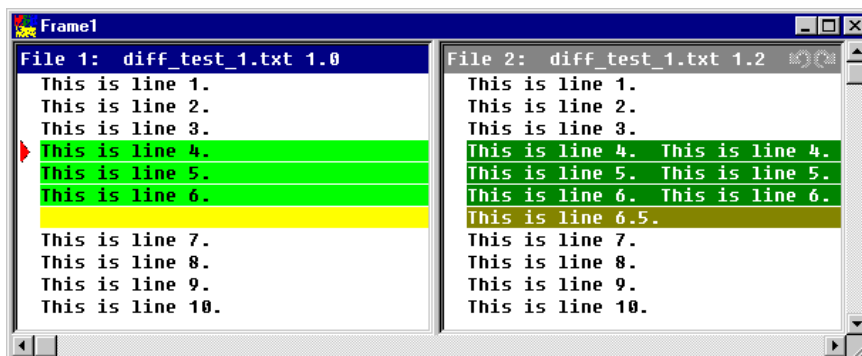 Frame1
File 1:  diff_test_1.txt 1.0
This is line 1.
This is line 2.
This is line 3.
This is line 4.
This is line 5.
This is line 6.
This is line 7.
This is line 8.
This is line 9.
This is line 10.
File 2:  diff_test_1.txt 1.2
This is line 1.
This is line 2.
This is line 3.
This is line 4.  This is line 4.
This is line 5.  This is line 5.
This is line 6.  This is line 6.
This is line 6.5.
This is line 7.
This is line 8.
This is line 9.
This is line 10.